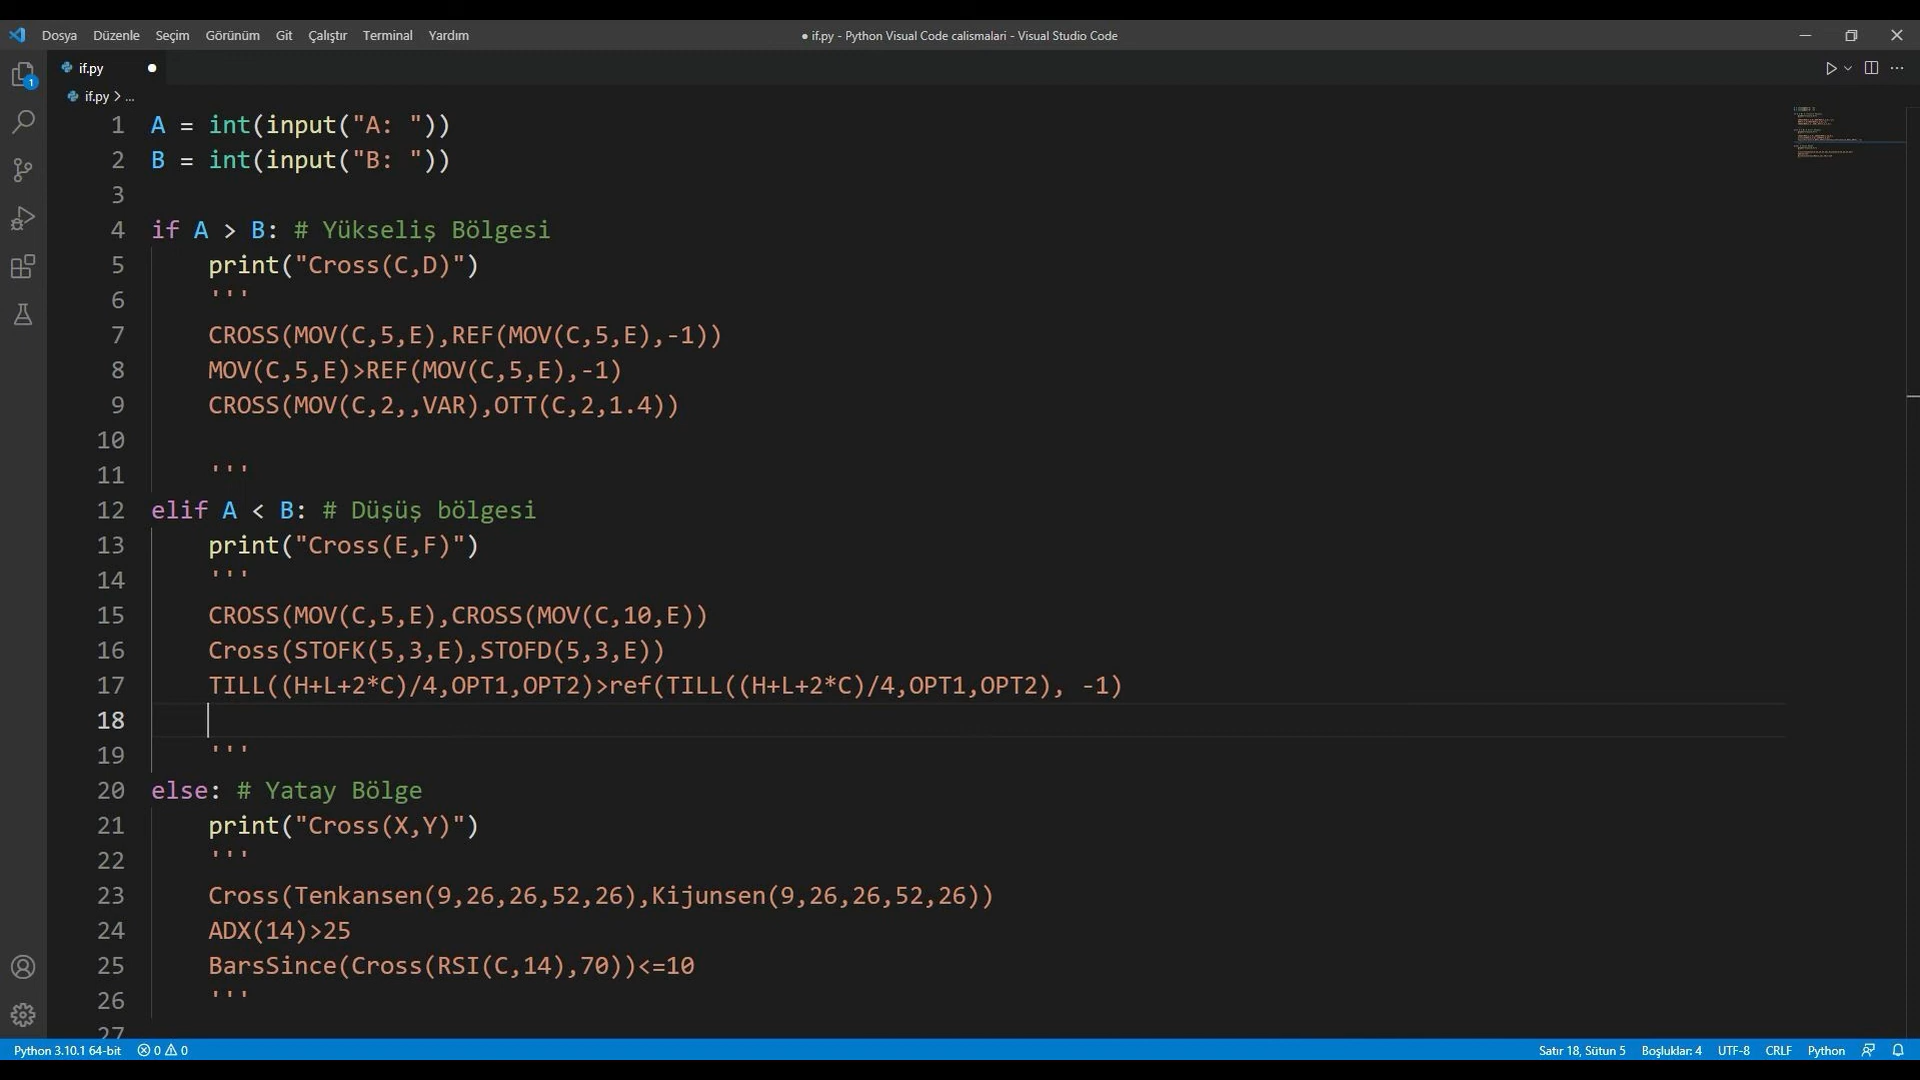 Dosya Düzenle Seçim Görünüm Git Çalıştır Terminal Yardım
● if.py - Python Visual Code calismalari - Visual Studio Code
if.py ●
if.py > ...
1
1 A = int(input("A: "))
2 B = int(input("B: "))
3
4 if A > B: # Yükseliş Bölgesi
5 print("Cross(C,D)")
6 '''
7 CROSS(MOV(C,5,E),REF(MOV(C,5,E),-1))
8 MOV(C,5,E)>REF(MOV(C,5,E),-1)
9 CROSS(MOV(C,2,,VAR),OTT(C,2,1.4))
10
11 '''
12 elif A < B: # Düşüş bölgesi
13 print("Cross(E,F)")
14 '''
15 CROSS(MOV(C,5,E),CROSS(MOV(C,10,E))
16 Cross(STOFK(5,3,E),STOFD(5,3,E))
17 TILL((H+L+2*C)/4,OPT1,OPT2)>ref(TILL((H+L+2*C)/4,OPT1,OPT2), -1)
18
19 '''
20 else: # Yatay Bölge
21 print("Cross(X,Y)")
22 '''
23 Cross(Tenkansen(9,26,26,52,26),Kijunsen(9,26,26,52,26))
24 ADX(14)>25
25 BarsSince(Cross(RSI(C,14),70))<=10
26 '''
27
Python 3.10.1 64-bit 0 0 Satır 18, Sütun 5 Boşluklar: 4 UTF-8 CRLF Python